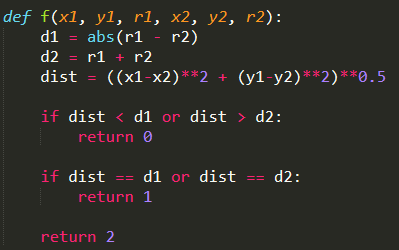 def f(x1, y1, r1, x2, y2, r2):
    d1 = abs(r1 - r2)
    d2 = r1 + r2
    dist = ((x1-x2)**2 + (y1-y2)**2)**0.5

    if dist < d1 or dist > d2:
        return 0

    if dist == d1 or dist == d2:
        return 1

    return 2